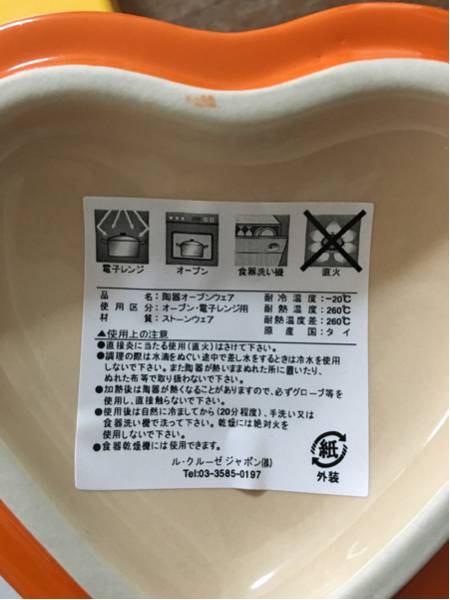 電子レンジ オーブン 食器洗い機 直火
品名：陶器オーブンウェア 耐冷温度：−20℃
使用区分：オーブン・電子レンジ用 耐熱温度：260℃
材質：ストーンウェア 耐熱温度差：260℃
原産国：タイ
▲使用上の注意
●直接炎に当たる使用(直火)はさけて下さい。
●調理の際は水滴をぬぐい途中で差し水をするときは冷水を使用
しないで下さい。また陶器が熱いままぬれた所に置いたり、
ぬれた布等で取り扱わないで下さい。
●加熱後は陶器が熱くなることがありますので、必ずグローブ等を
使用し、直接触らないで下さい。
●使用後は自然に冷ましてから(20分程度)、手洗い又は
食器洗い機で洗って下さい。乾燥には絶対火を
使用しないで下さい。
●食器乾燥機には使用できます。
ル・クルーゼジャポン㈱
Tel:03-3585-0197
紙
外装